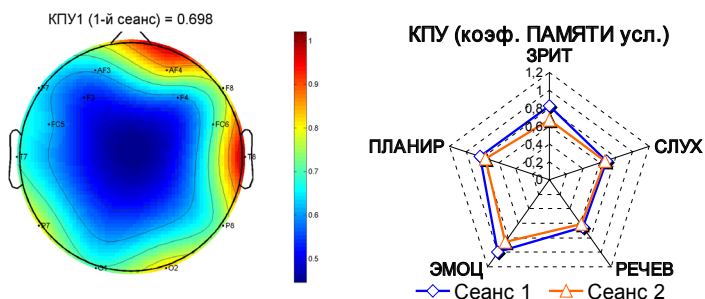 КПУ1 (1-й сеанс) = 0.698
AF3
AF4
F7
F8
F3
F4
FC5
FC6
T7
T8
P7
P8
O1
O2
1
0.9
0.8
0.7
0.6
0.5
КПУ (коэф. ПАМЯТИ усл.)
ЗРИТ
1,2
1
0,8
0,6
0,4
0,2
0
ПЛАНИР
СЛУХ
ЭМОЦ
РЕЧЕВ
Сеанс 1
Сеанс 2